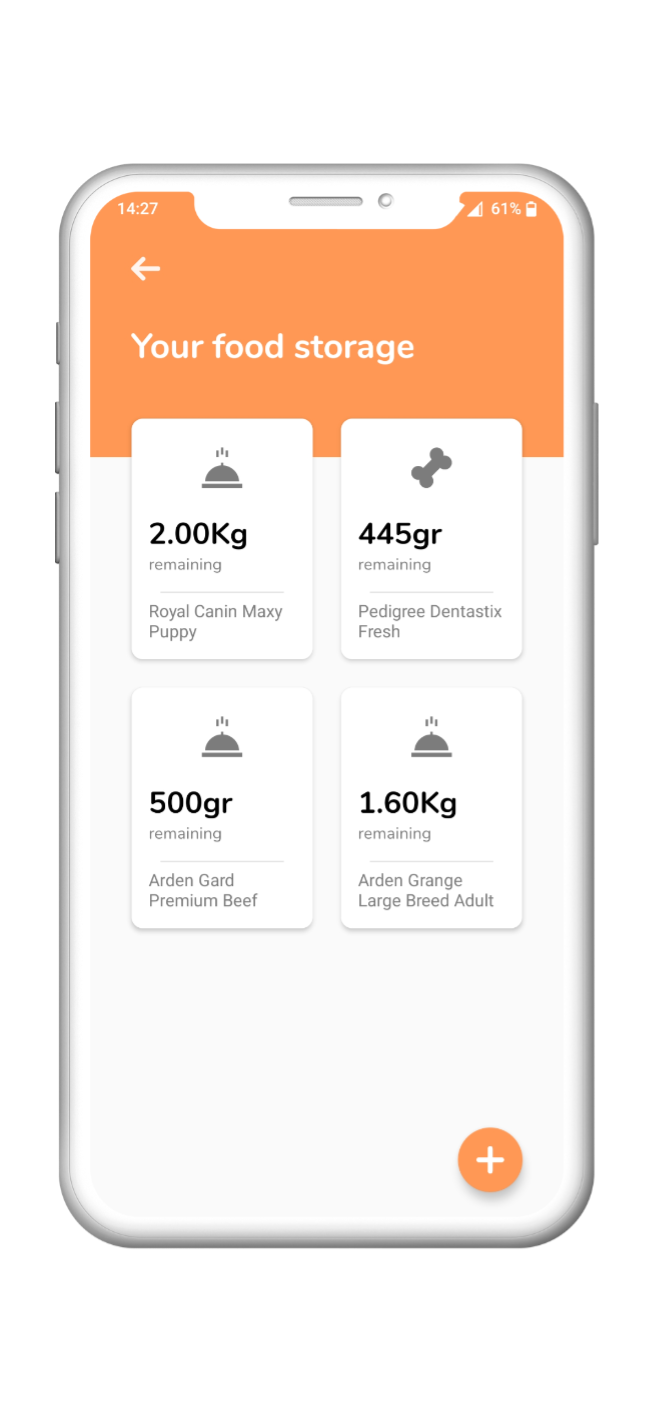 14:27
61%
Your food storage
2.00Kg
remaining
Royal Canin Maxy
Puppy
445gr
remaining
Pedigree Dentastix
Fresh
500gr
remaining
Arden Gard
Premium Beef
1.60Kg
remaining
Arden Grange
Large Breed Adult